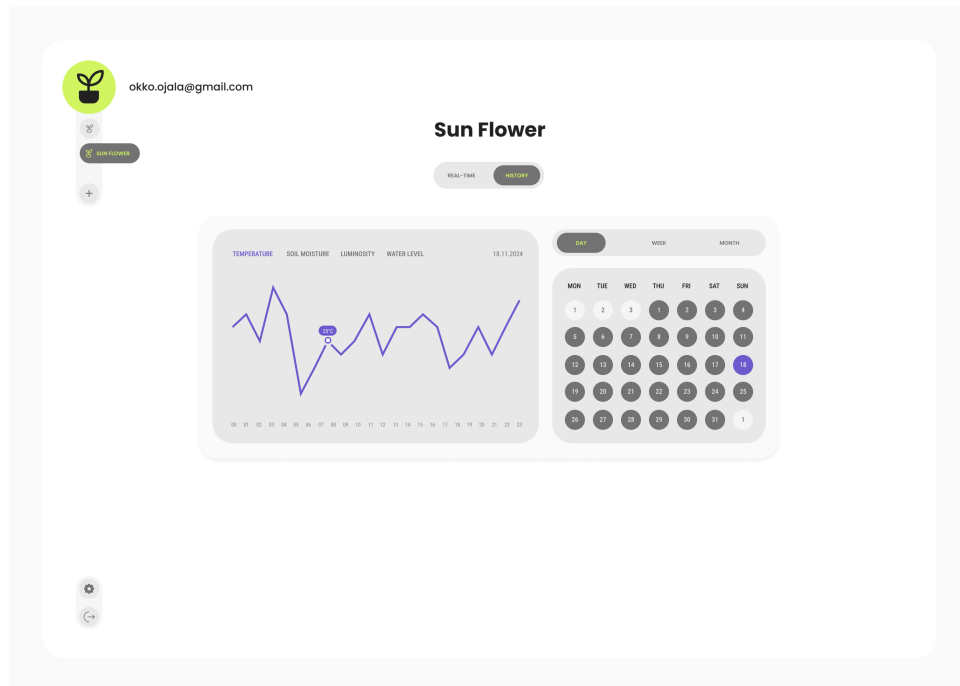 okko.ojala@gmail.com
SUN FLOWER
Sun Flower
REAL-TIME HISTORY
TEMPERATURE SOIL MOISTURE LUMINOSITY WATER LEVEL 18.11.2024
25°C
00 01 02 03 04 05 06 07 08 09 10 11 12 13 14 15 16 17 18 19 20 21 22 23
DAY WEEK MONTH
MON TUE WED THU FRI SAT SUN
1 2 3 1 2 3 4
5 6 7 8 9 10 11
12 13 14 15 16 17 18
19 20 21 22 23 24 25
26 27 28 29 30 31 1